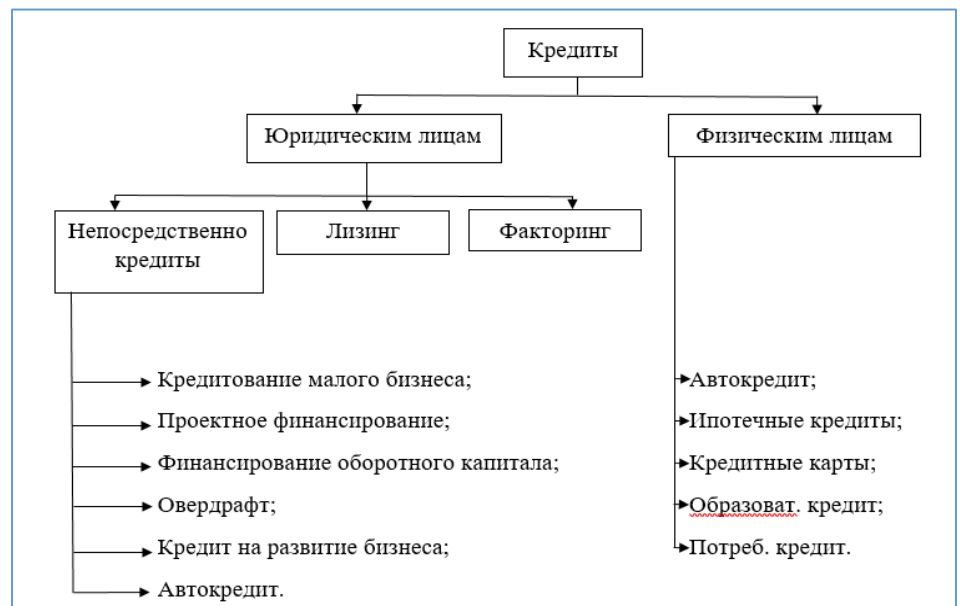 Кредиты
Юридическим лицам
Физическим лицам
Непосредственно
кредиты
Лизинг
Факторинг
Кредитование малого бизнеса;
Проектное финансирование;
Финансирование оборотного капитала;
Овердрафт;
Кредит на развитие бизнеса;
Автокредит.
Автокредит;
Ипотечные кредиты;
Кредитные карты;
Образоват. кредит;
Потреб. кредит.